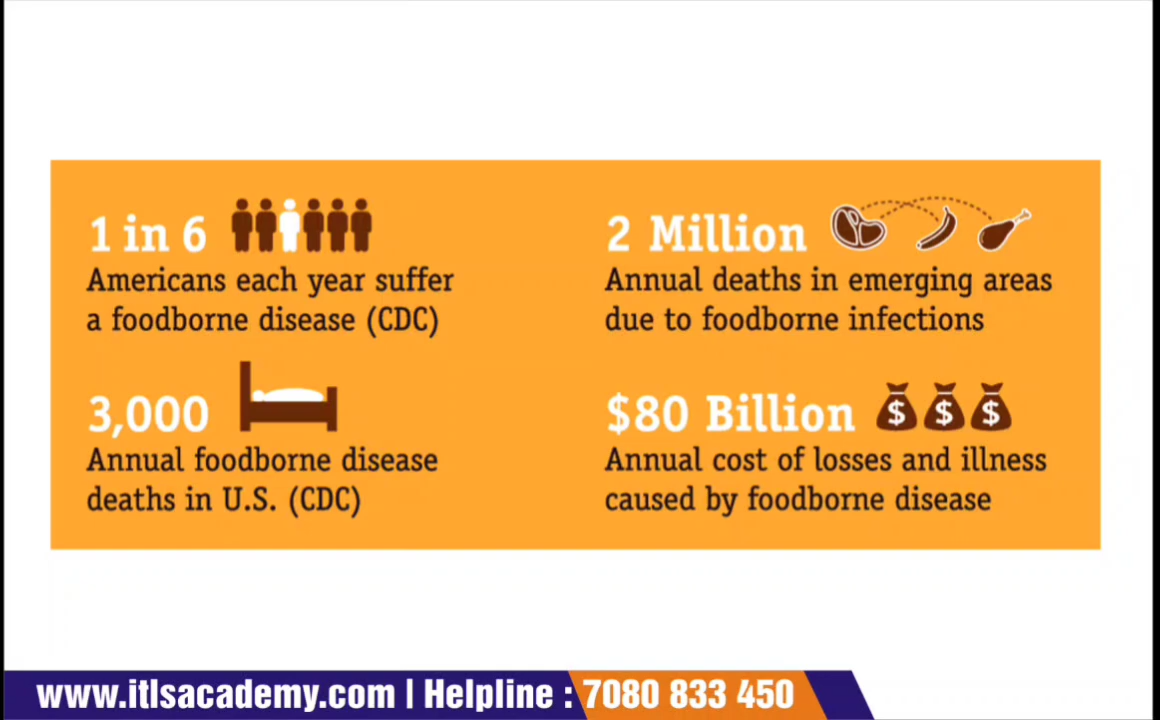 1 in 6
Americans each year suffer
a foodborne disease (CDC)
2 Million
Annual deaths in emerging areas
due to foodborne infections
3,000
Annual foodborne disease
deaths in U.S. (CDC)
$80 Billion
$ $ $
Annual cost of losses and illness
caused by foodborne disease
www.itlsacademy.com | Helpline : 7080 833 450